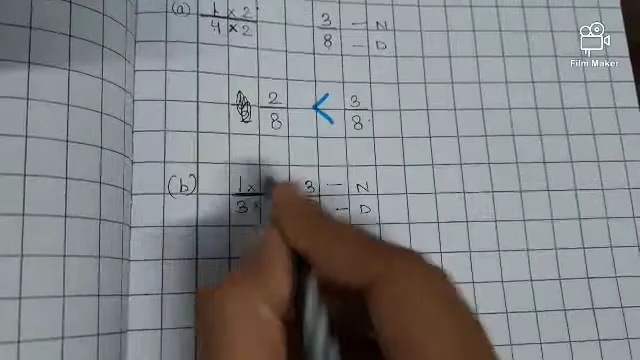 (a) 1 × 2 3 – N
4 × 2 8 – D
2 < 3
8 8
(b) 1 × 3 – N
3 × – D
Film Maker